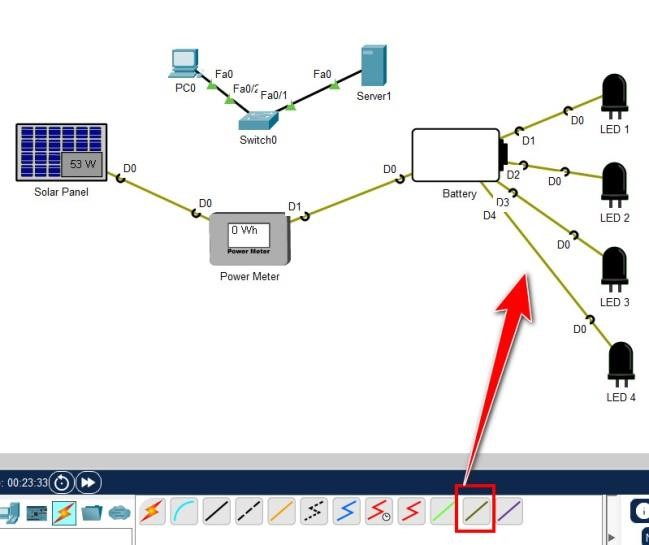 PC0
Fa0
Fa0/2
Fa0/1
Fa0
Server1
Switch0
53 W
D0
Solar Panel
D0
D1
0 Wh
Power Meter
Power Meter
D0
Battery
D1
D0
LED 1
D2
D0
LED 2
D3
D4
D0
LED 3
D0
LED 4
: 00:23:33